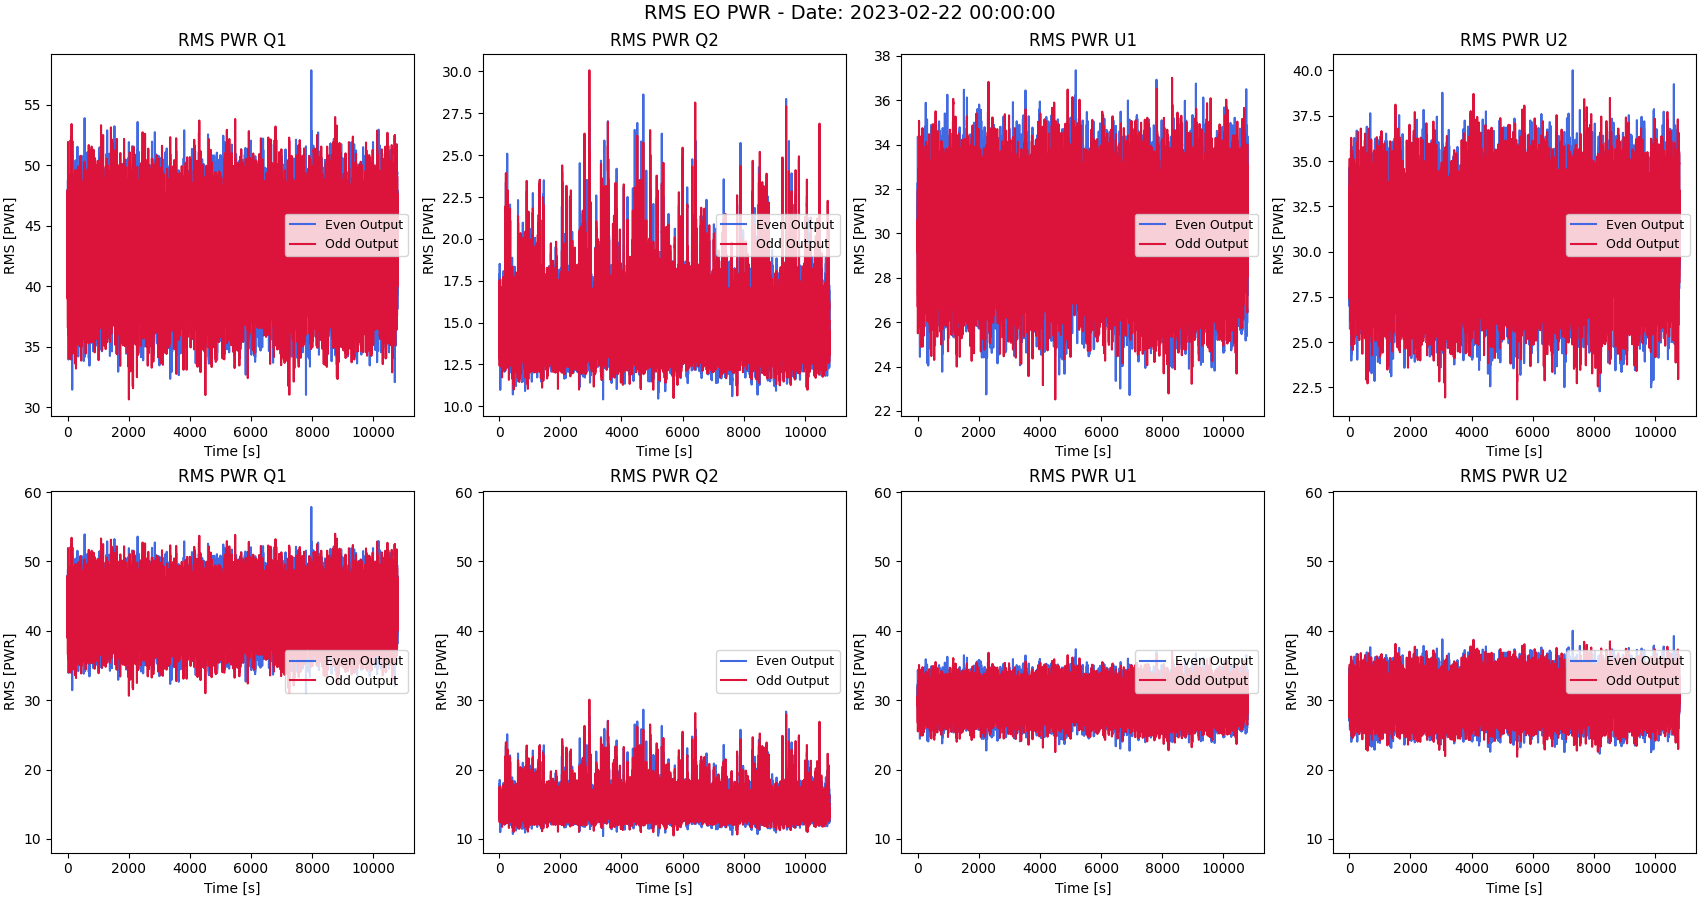 RMS EO PWR - Date: 2023-02-22 00:00:00
RMS PWR Q1
RMS [PWR]
55
50
45
40
35
30
0 2000 4000 6000 8000 10000
Time [s]
Even Output
Odd Output
RMS PWR Q2
RMS [PWR]
30.0
27.5
25.0
22.5
20.0
17.5
15.0
12.5
10.0
0 2000 4000 6000 8000 10000
Time [s]
Even Output
Odd Output
RMS PWR U1
RMS [PWR]
38
36
34
32
30
28
26
24
22
0 2000 4000 6000 8000 10000
Time [s]
Even Output
Odd Output
RMS PWR U2
RMS [PWR]
40.0
37.5
35.0
32.5
30.0
27.5
25.0
22.5
0 2000 4000 6000 8000 10000
Time [s]
Even Output
Odd Output
RMS PWR Q1
RMS [PWR]
60
50
40
30
20
10
0 2000 4000 6000 8000 10000
Time [s]
Even Output
Odd Output
RMS PWR Q2
RMS [PWR]
60
50
40
30
20
10
0 2000 4000 6000 8000 10000
Time [s]
Even Output
Odd Output
RMS PWR U1
RMS [PWR]
60
50
40
30
20
10
0 2000 4000 6000 8000 10000
Time [s]
Even Output
Odd Output
RMS PWR U2
RMS [PWR]
60
50
40
30
20
10
0 2000 4000 6000 8000 10000
Time [s]
Even Output
Odd Output